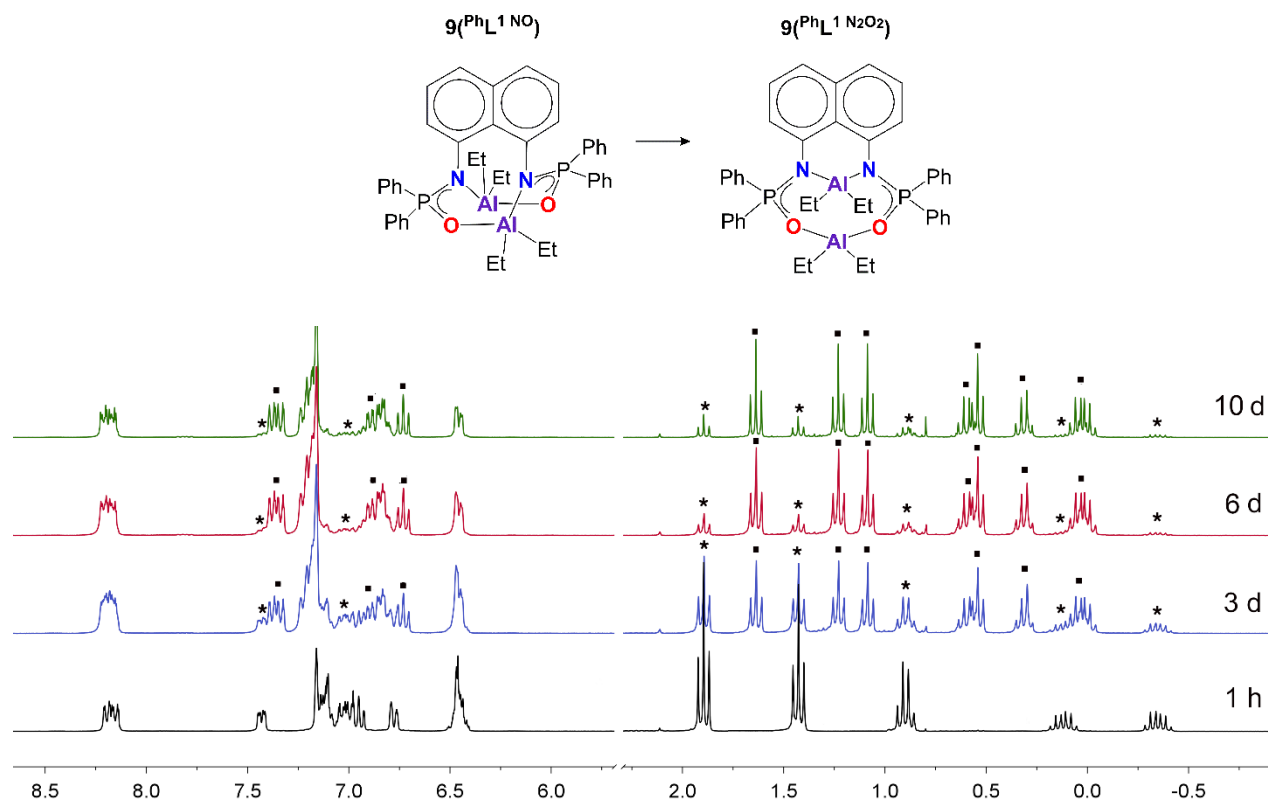 9(PhL1 NO) 9(PhL1 N2O2)
Et
Ph N Et N P Ph
P Ph
Ph Al O
O Al
Et Et
Ph N Al N Ph
P Et Et P
Ph O O Ph
Al
Et Et
■ ■ ■ ■ ■ ■ ■ ■ ■
* * * * * * *
10 d
■ ■ ■ ■ ■ ■ ■ ■ ■
* * * * * * *
6 d
■ ■ ■ ■ ■ ■ ■ ■ ■
* * * * * * *
3 d
1 h
8.5 8.0 7.5 7.0 6.5 6.0 2.0 1.5 1.0 0.5 0.0 -0.5